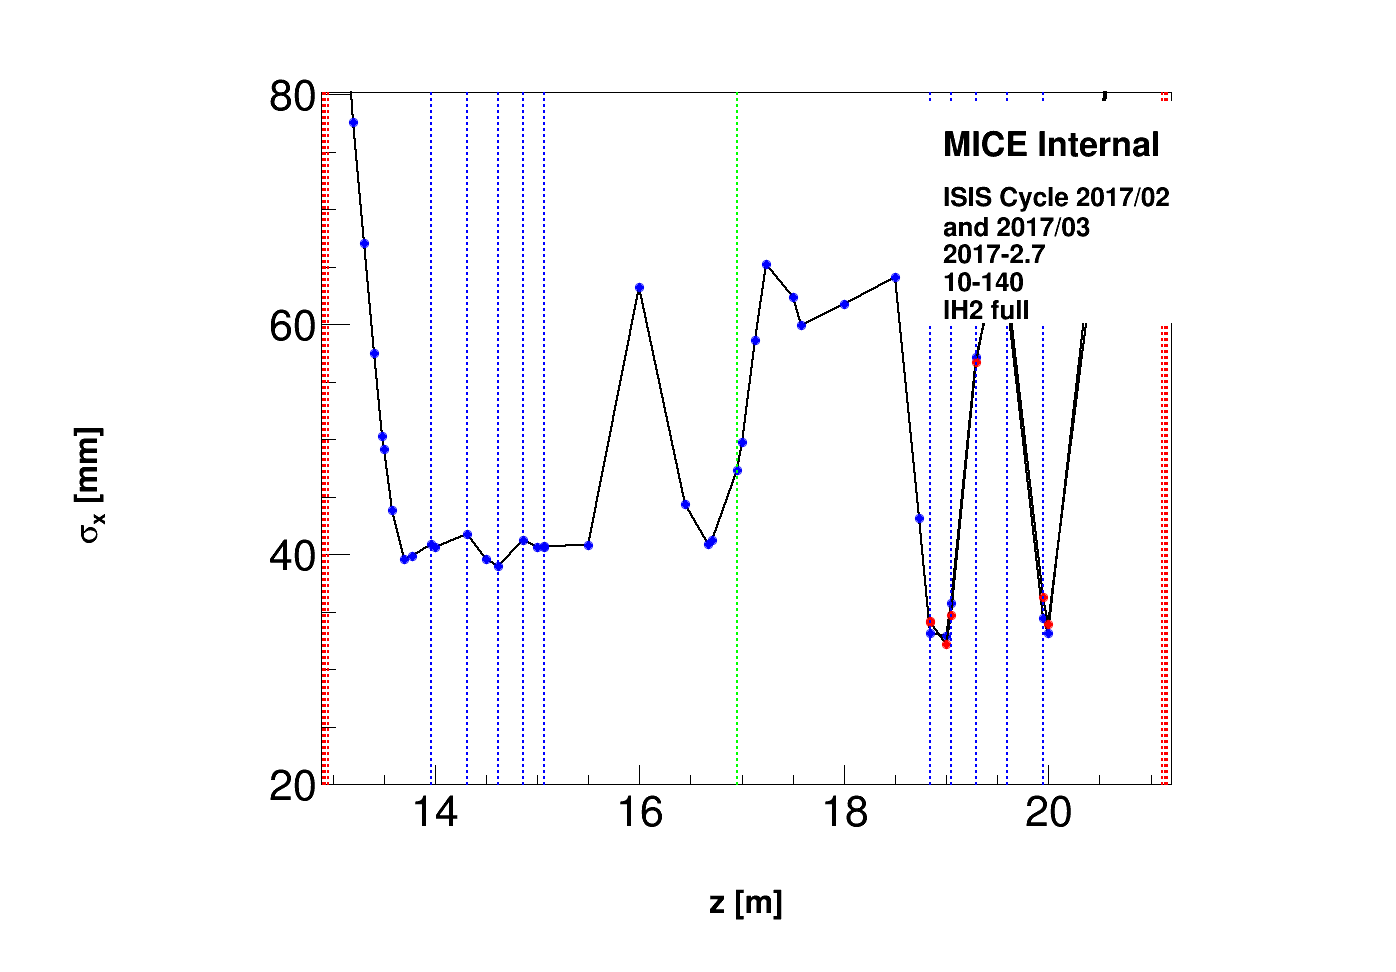 80
60
40
20
14
16
18
20
σx [mm]
z [m]
MICE Internal
ISIS Cycle 2017/02
and 2017/03
2017-2.7
10-140
lH2 full